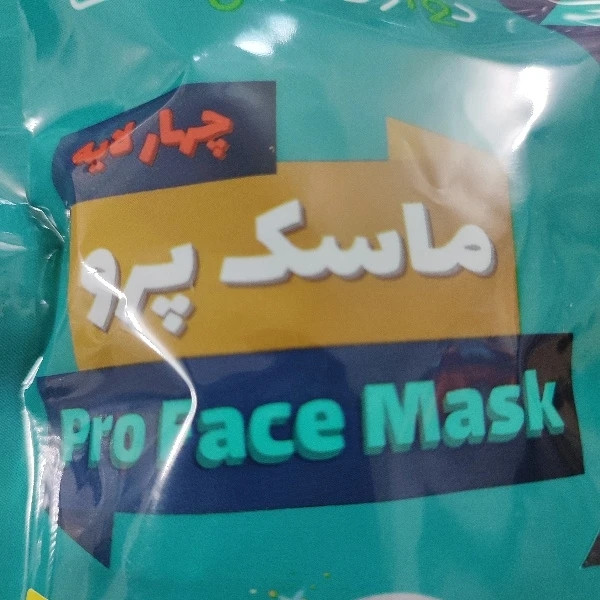 چهار لایه
ماسک پرو
Pro Face Mask